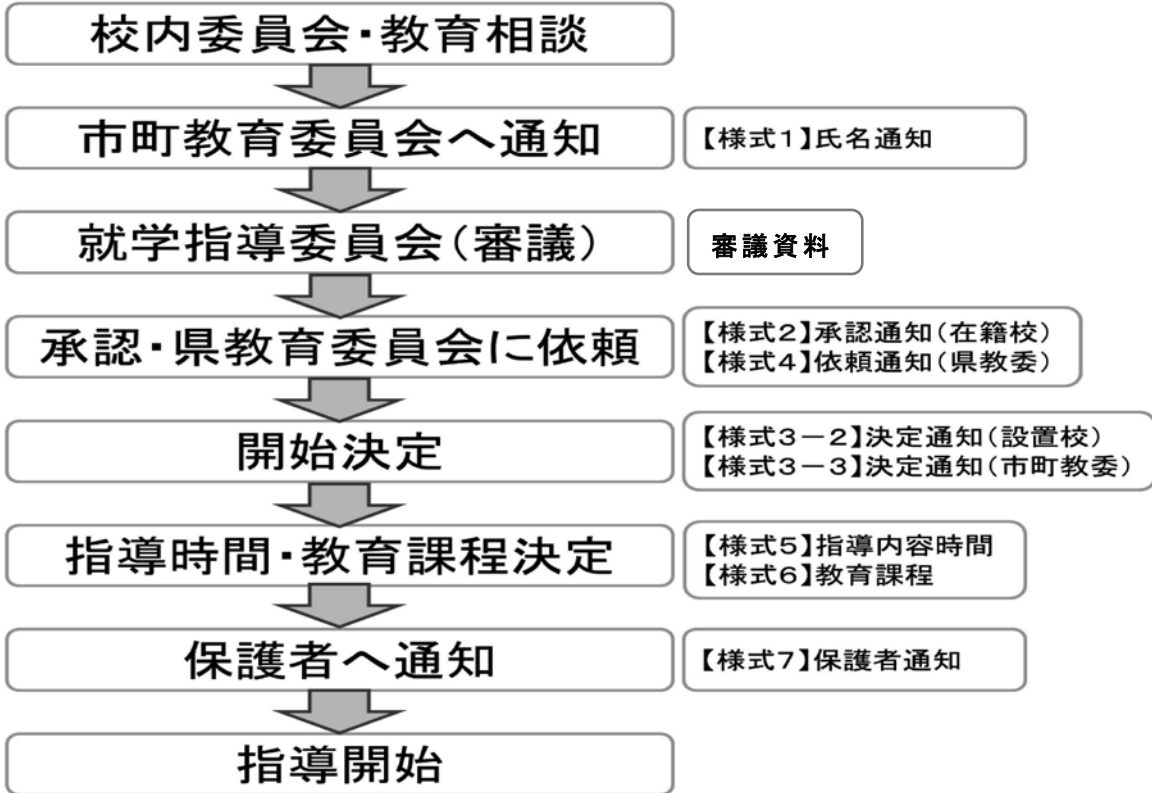 校内委員会・教育相談
市町教育委員会へ通知
【様式1】氏名通知
就学指導委員会(審議)
審議資料
承認・県教育委員会に依頼
【様式2】承認通知(在籍校)
【様式4】依頼通知(県教委)
開始決定
【様式3－2】決定通知(設置校)
【様式3－3】決定通知(市町教委)
指導時間・教育課程決定
【様式5】指導内容時間
【様式6】教育課程
保護者へ通知
【様式7】保護者通知
指導開始